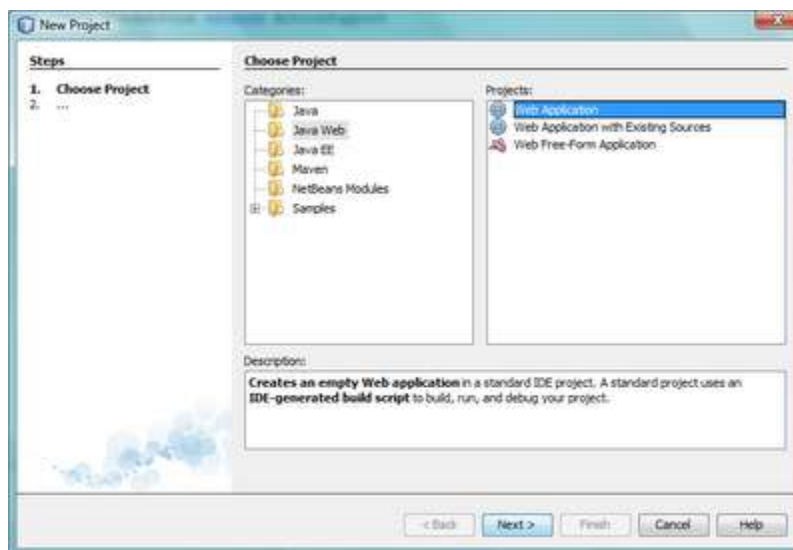 New Project
Steps
1. Choose Project
2. ...
Choose Project
Categories:
Java
Java Web
Java EE
Maven
NetBeans Modules
Samples
Projects:
Web Application
Web Application with Existing Sources
Web Free-Form Application
Description:
Creates an empty Web application in a standard IDE project. A standard project uses an
IDE-generated build script to build, run, and debug your project.
< Back
Next >
Finish
Cancel
Help